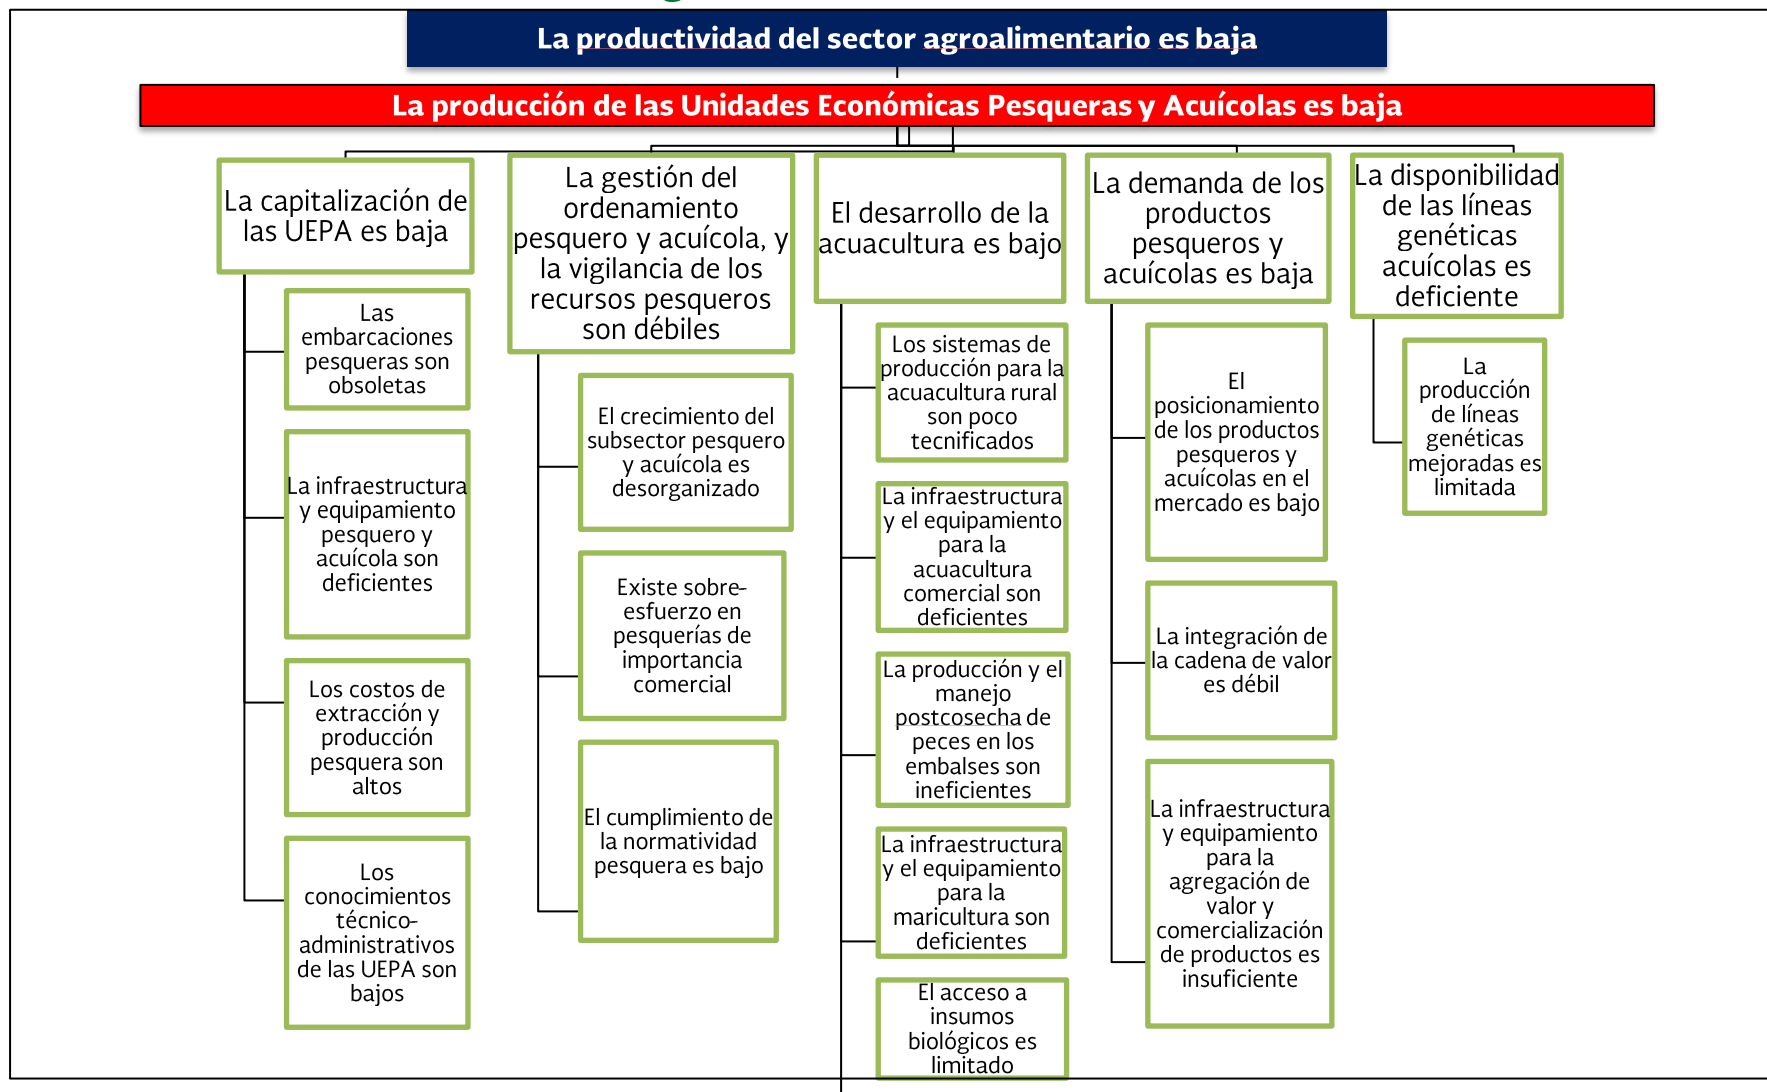 La productividad del sector agroalimentario es baja
La producción de las Unidades Económicas Pesqueras y Acuícolas es baja
La capitalización de
las UEPA es baja
Las
embarcaciones
pesqueras son
obsoletas
La infraestructura
y equipamiento
pesquero y
acuícola son
deficientes
Los costos de
extracción y
producción
pesquera son
altos
Los
conocimientos
técnico-
administrativos
de las UEPA son
bajos
La gestión del
ordenamiento
pesquero y acuícola, y
la vigilancia de los
recursos pesqueros
son débiles
El crecimiento del
subsector pesquero
y acuícola es
desorganizado
Existe sobre-
esfuerzo en
pesquerías de
importancia
comercial
El cumplimiento de
la normatividad
pesquera es bajo
El desarrollo de la
acuacultura es bajo
Los sistemas de
producción para la
acuacultura rural
son poco
tecnificados
La infraestructura
y el equipamiento
para la
acuacultura
comercial son
deficientes
La producción y el
manejo
postcosecha de
peces en los
embalses son
ineficientes
La infraestructura
y el equipamiento
para la
maricultura son
deficientes
El acceso a
insumos
biológicos es
limitado
La demanda de los
productos
pesqueros y
acuícolas es baja
El
posicionamiento
de los productos
pesqueros y
acuícolas en el
mercado es bajo
La integración de
la cadena de valor
es débil
La infraestructura
y equipamiento
para la
agregación de
valor y
comercialización
de productos es
insuficiente
La disponibilidad
de las líneas
genéticas
acuícolas es
deficiente
La
producción
de líneas
genéticas
mejoradas es
limitada